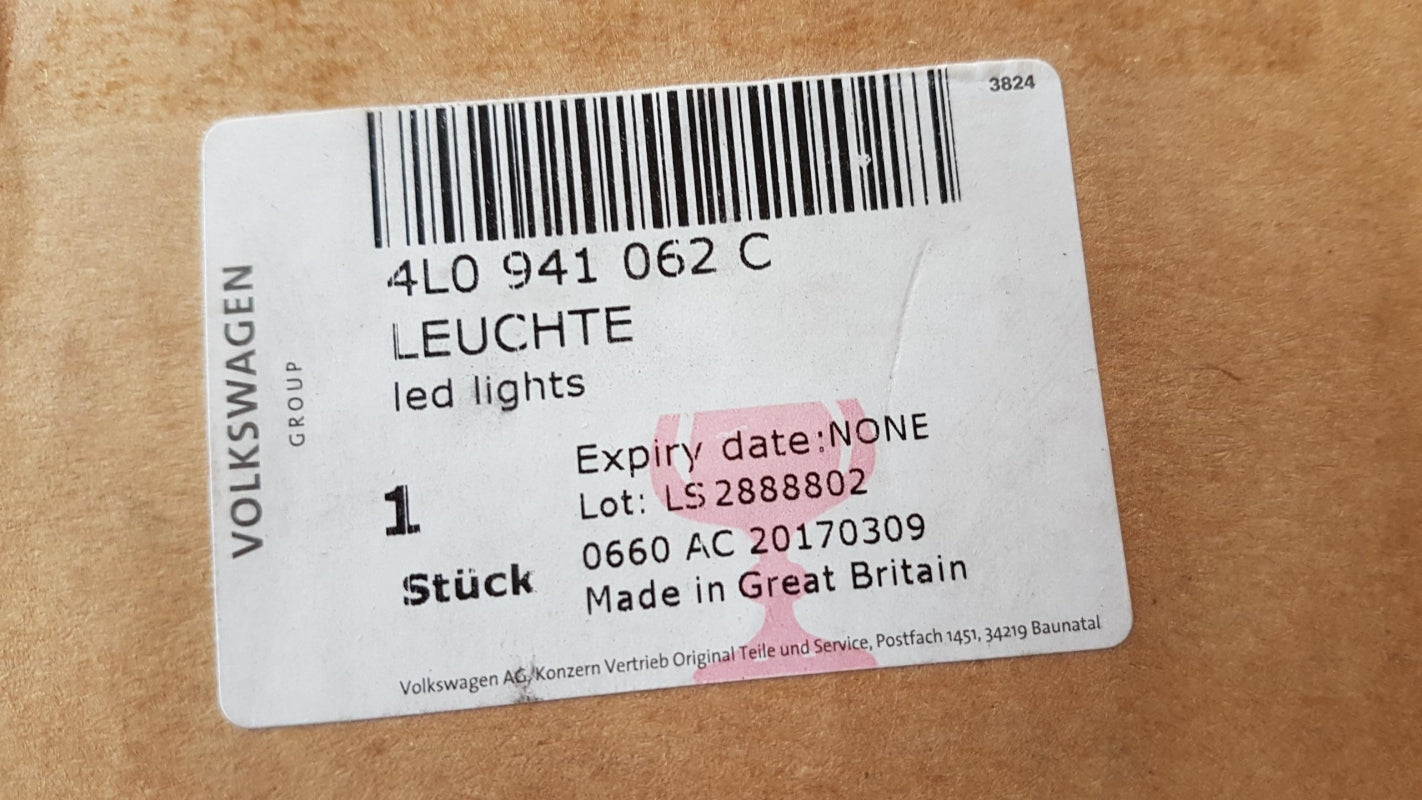 3824
VOLKSWAGEN
GROUP
4L0 941 062 C
LEUCHTE
led lights
1
Stück
Expiry date:NONE
Lot: LS 2888802
0660 AC 20170309
Made in Great Britain
Volkswagen AG, Konzern Vertrieb Original Teile und Service, Postfach 1451, 34219 Baunatal